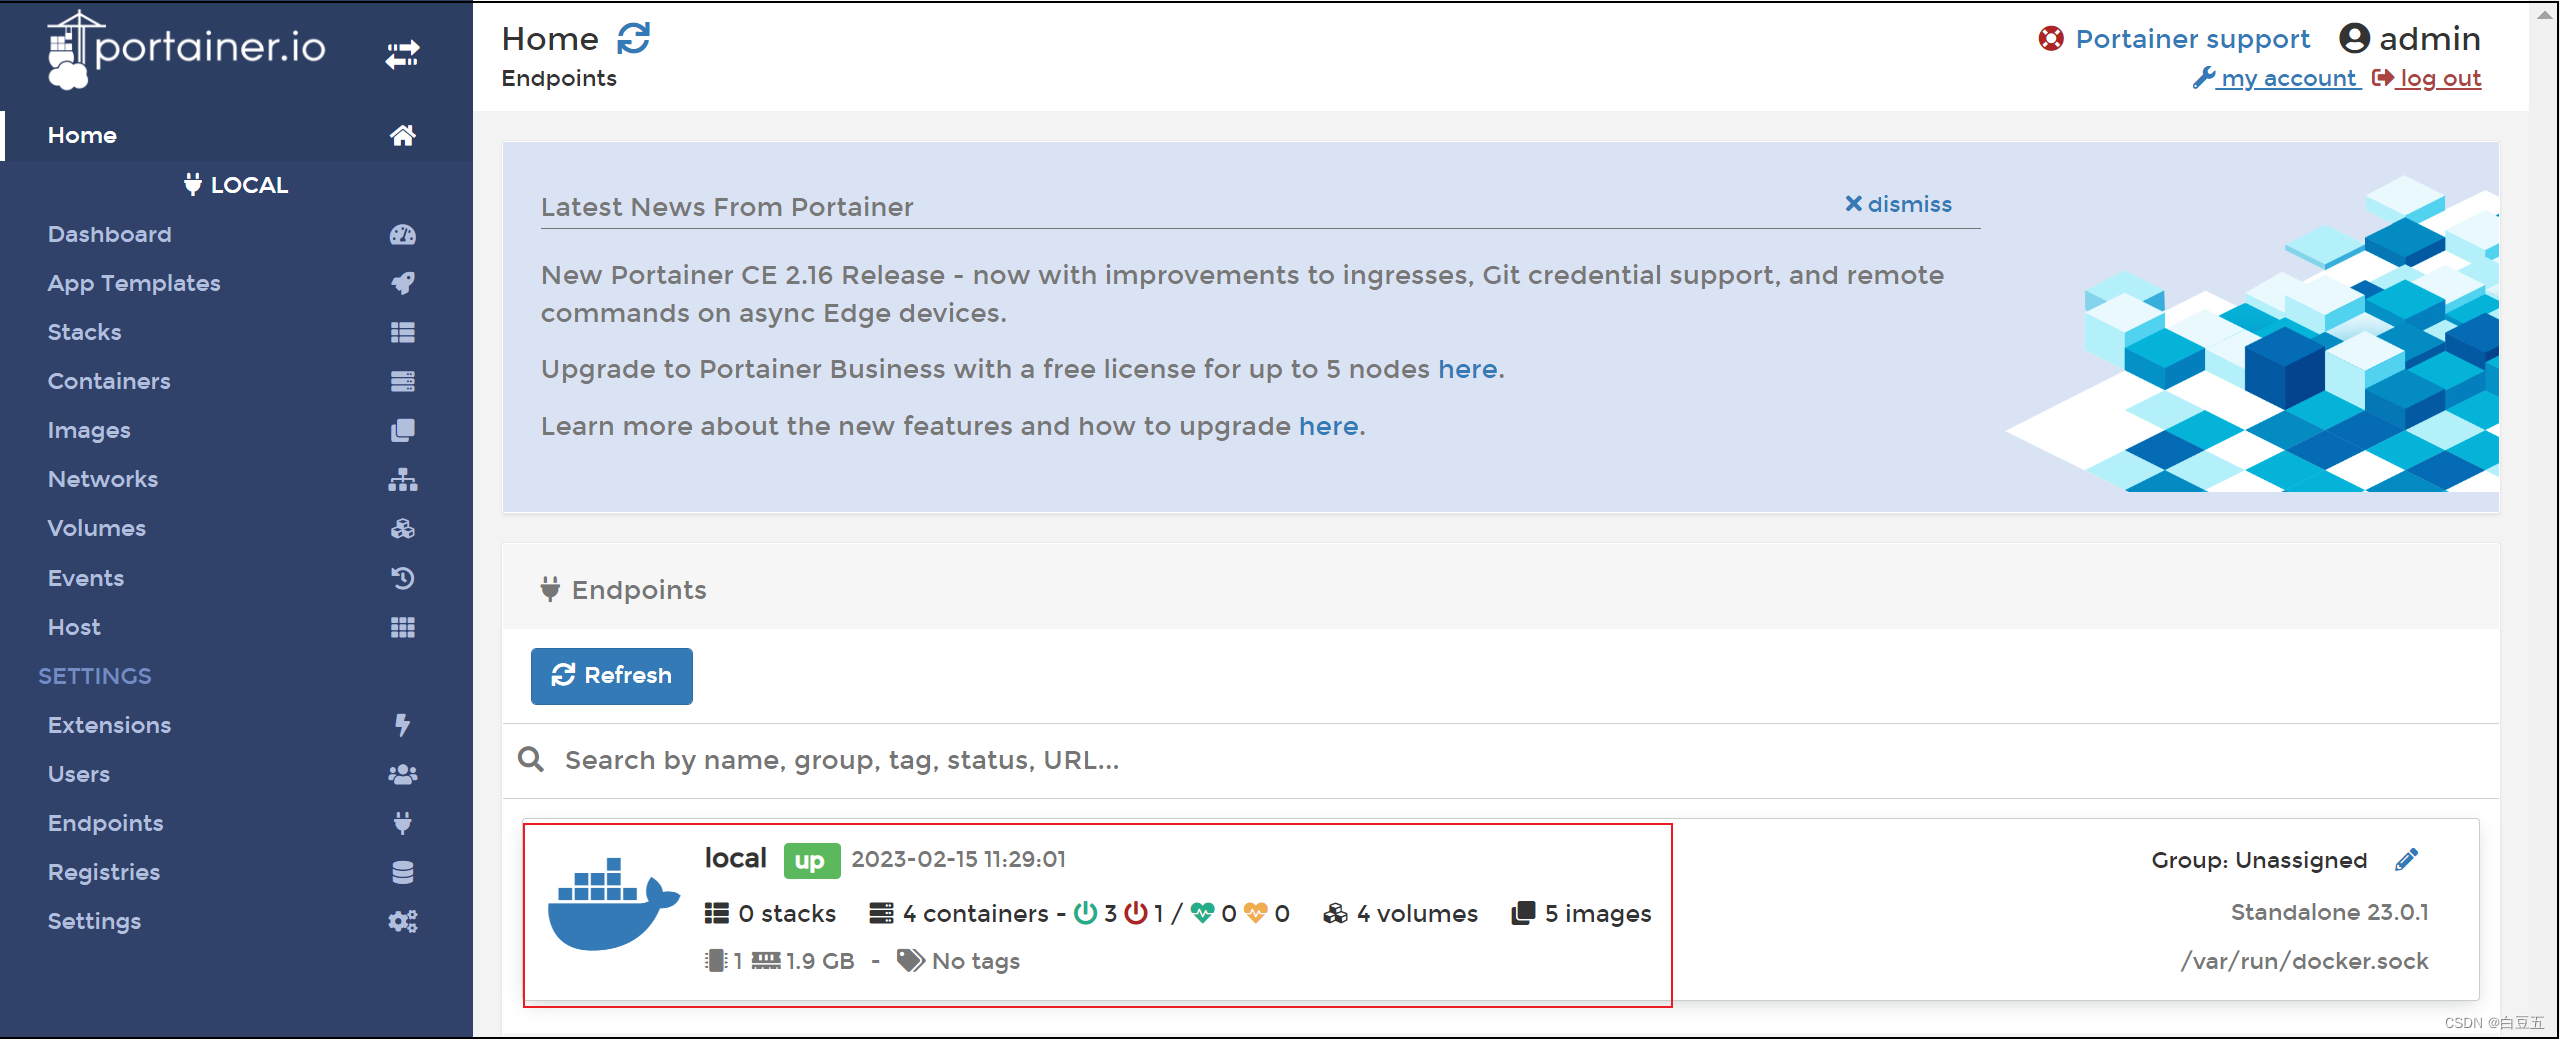 portainer.io
Home
LOCAL
Dashboard
App Templates
Stacks
Containers
Images
Networks
Volumes
Events
Host
SETTINGS
Extensions
Users
Endpoints
Registries
Settings
Home
Endpoints
Portainer support
admin
my account
log out
Latest News From Portainer
dismiss
New Portainer CE 2.16 Release - now with improvements to ingresses, Git credential support, and remote
commands on async Edge devices.
Upgrade to Portainer Business with a free license for up to 5 nodes here.
Learn more about the new features and how to upgrade here.
Endpoints
Refresh
Search by name, group, tag, status, URL...
local up 2023-02-15 11:29:01
Group: Unassigned
0 stacks 4 containers - 3 1 / 0 0 4 volumes 5 images
Standalone 23.0.1
1 1.9 GB - No tags
/var/run/docker.sock
CSDN @白豆五